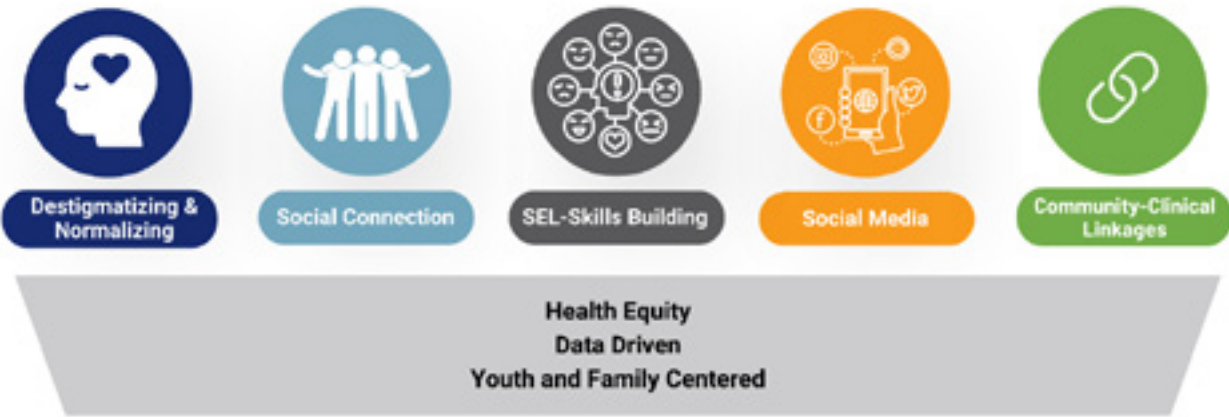 Destigmatizing &
Normalizing
Social Connection
SEL-Skills Building
Social Media
Community-Clinical
Linkages
Health Equity
Data Driven
Youth and Family Centered